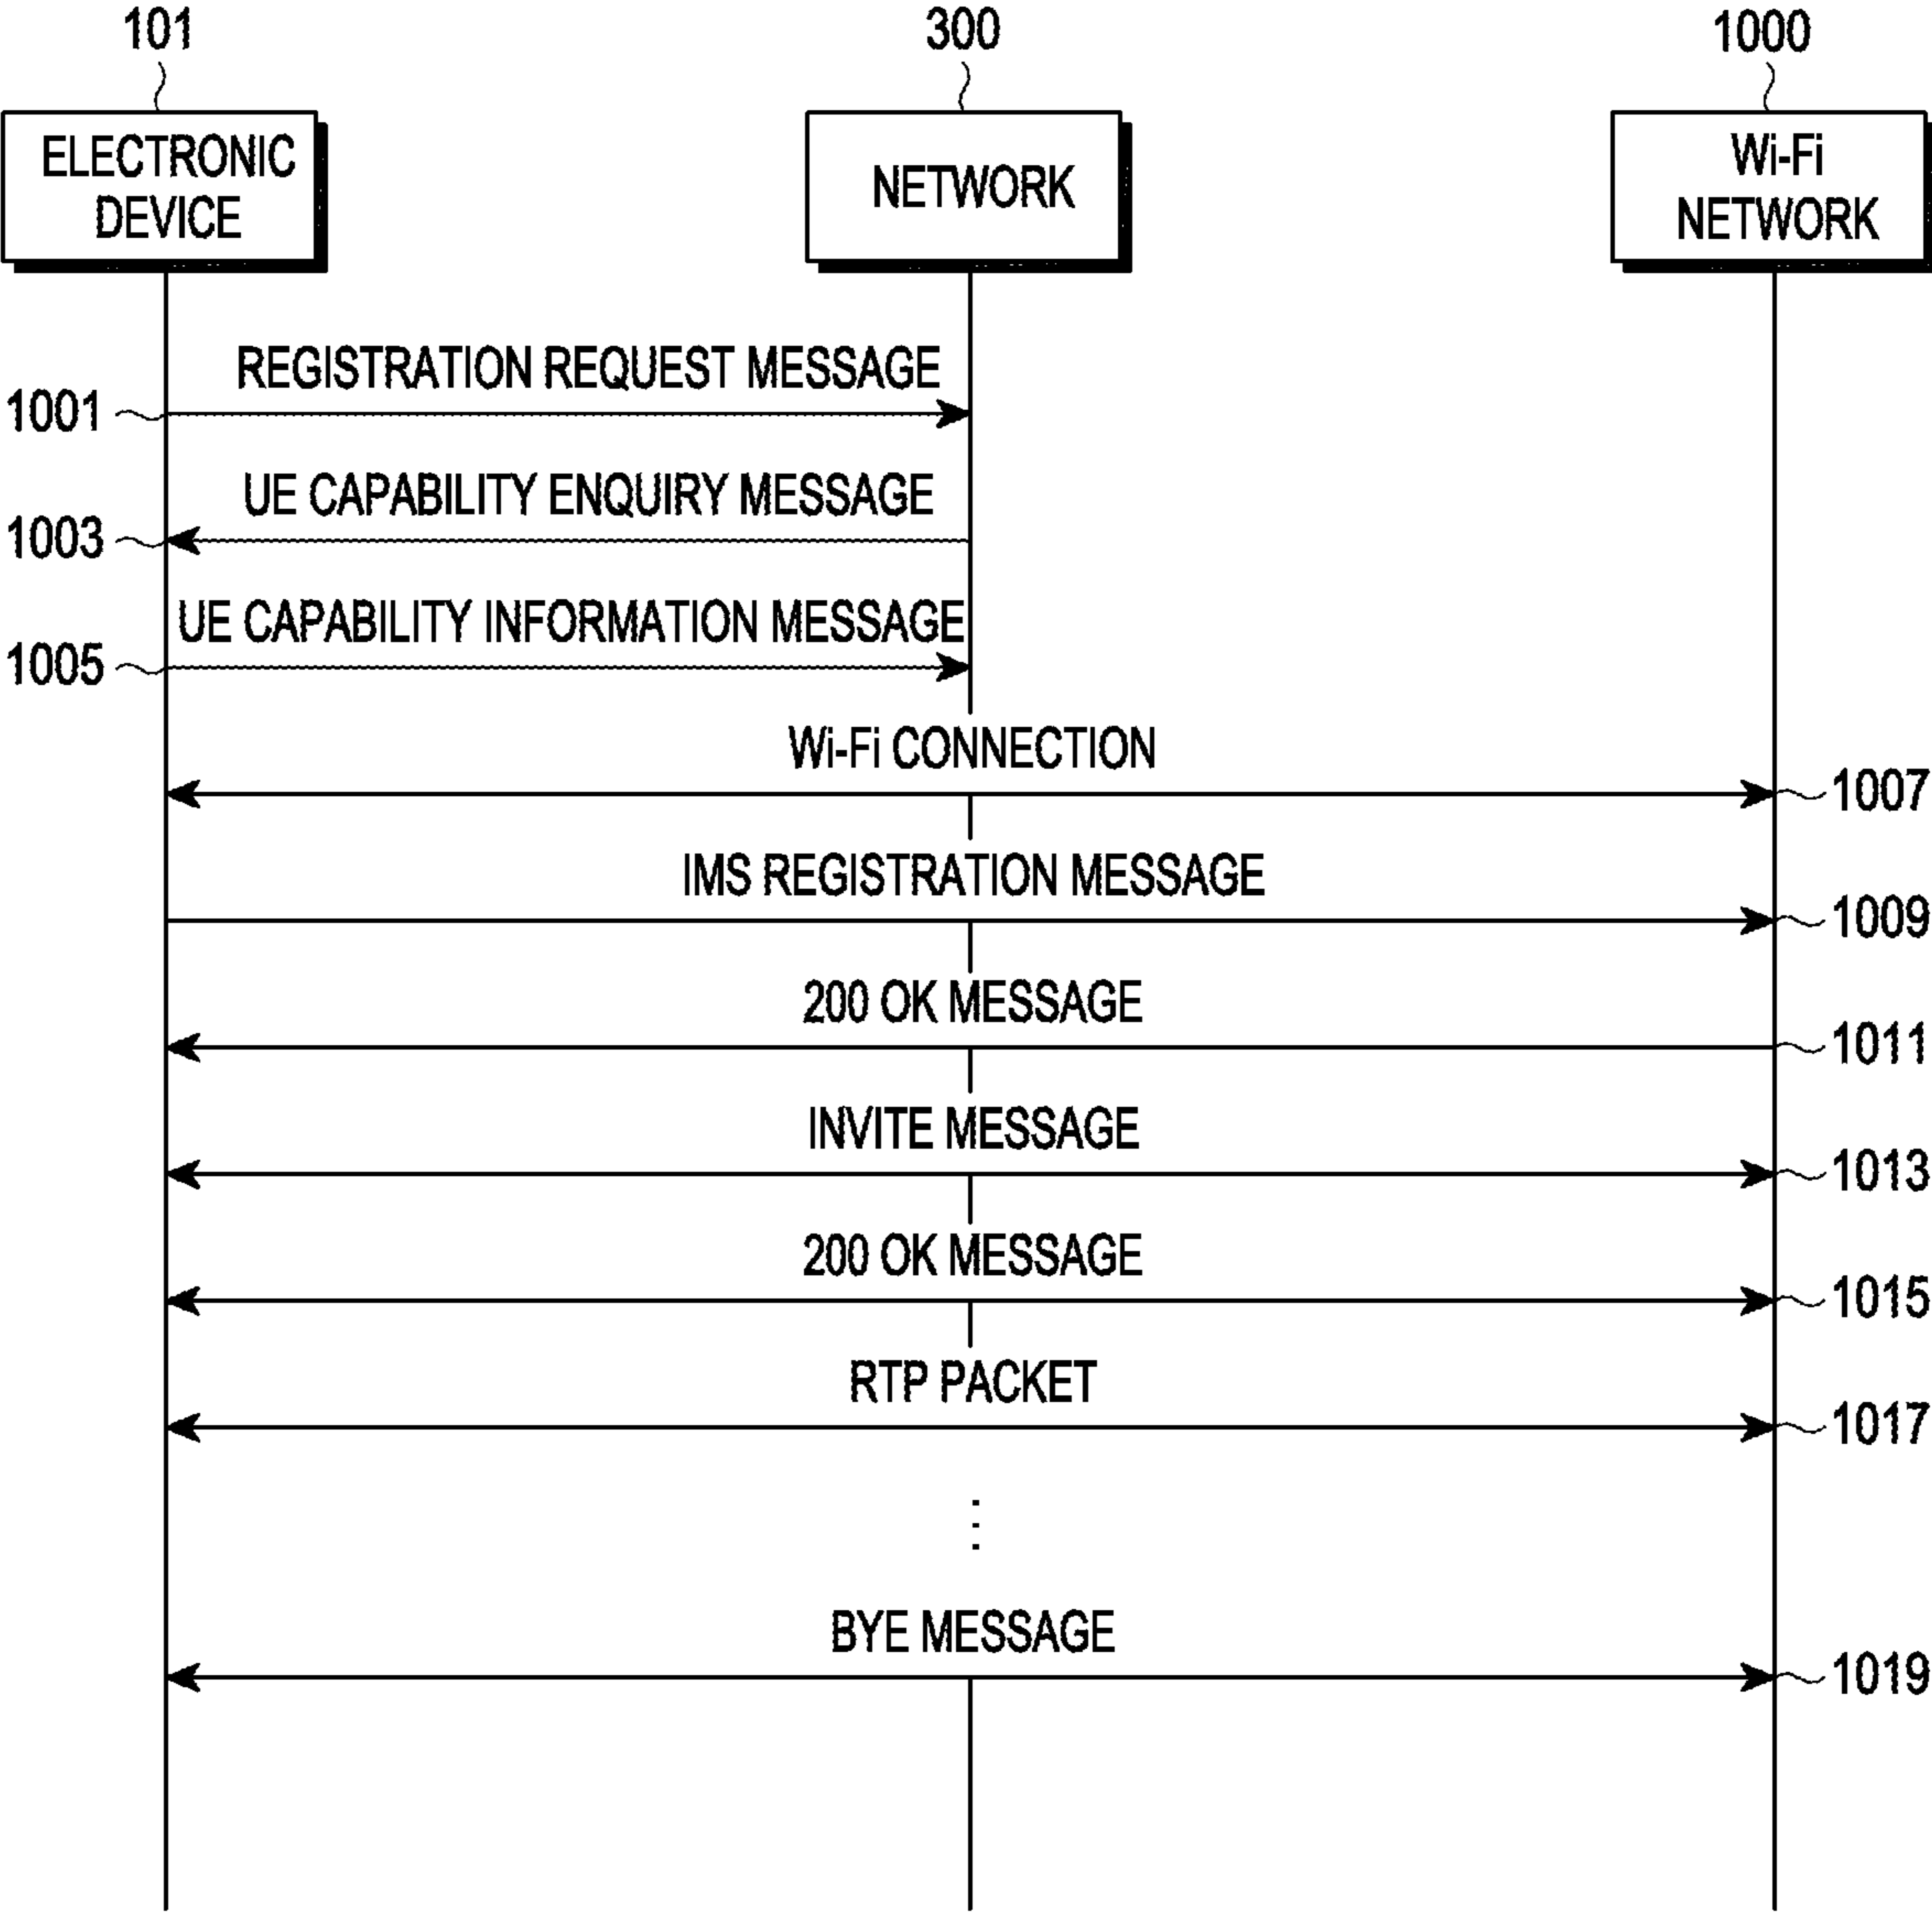 101
300
1000
ELECTRONIC
DEVICE
NETWORK
Wi-Fi
NETWORK
REGISTRATION REQUEST MESSAGE
1001
UE CAPABILITY ENQUIRY MESSAGE
1003
UE CAPABILITY INFORMATION MESSAGE
1005
Wi-Fi CONNECTION
1007
IMS REGISTRATION MESSAGE
1009
200 OK MESSAGE
1011
INVITE MESSAGE
1013
200 OK MESSAGE
1015
RTP PACKET
1017
BYE MESSAGE
1019